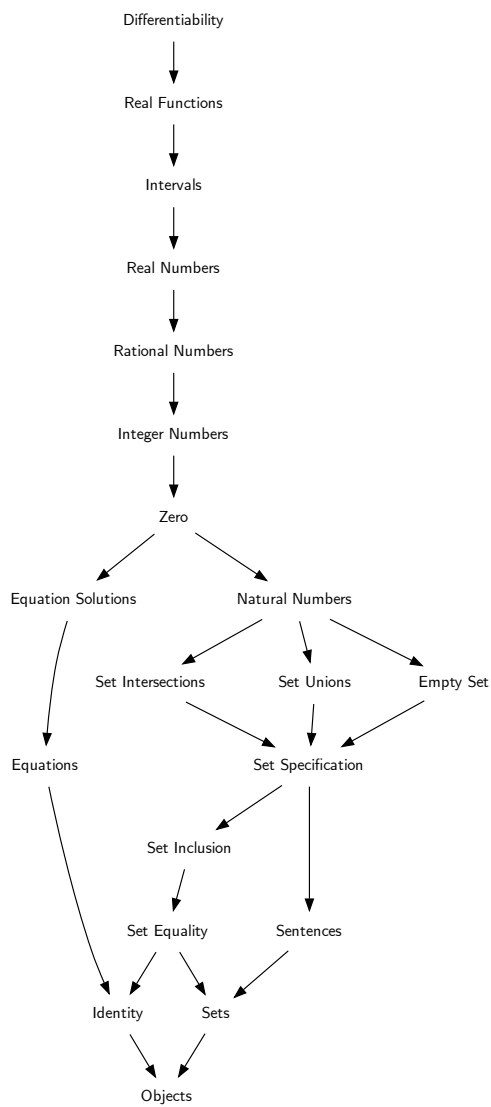 Differentiability
Real Functions
Intervals
Real Numbers
Rational Numbers
Integer Numbers
Zero
Equation Solutions
Natural Numbers
Set Intersections
Set Unions
Empty Set
Equations
Set Specification
Set Inclusion
Set Equality
Sentences
Identity
Sets
Objects